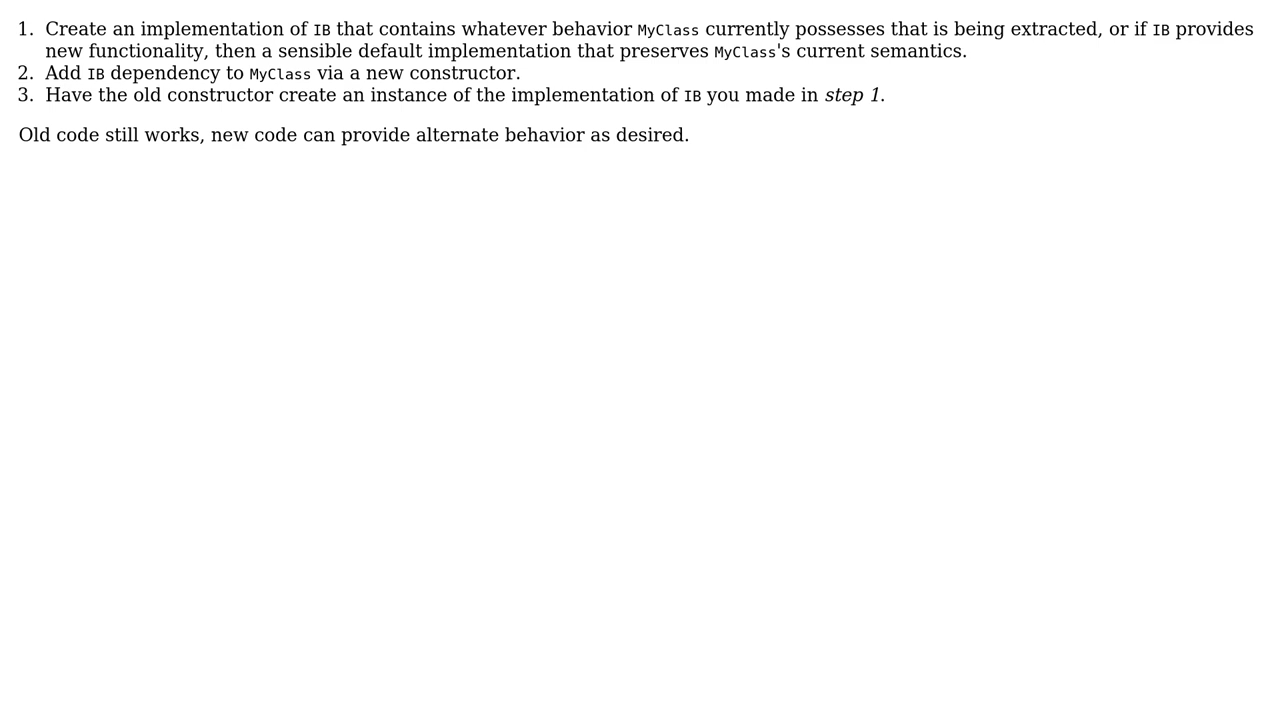 1. Create an implementation of IB that contains whatever behavior MyClass currently possesses that is being extracted, or if IB provides
new functionality, then a sensible default implementation that preserves MyClass's current semantics.
2. Add IB dependency to MyClass via a new constructor.
3. Have the old constructor create an instance of the implementation of IB you made in step 1.
Old code still works, new code can provide alternate behavior as desired.